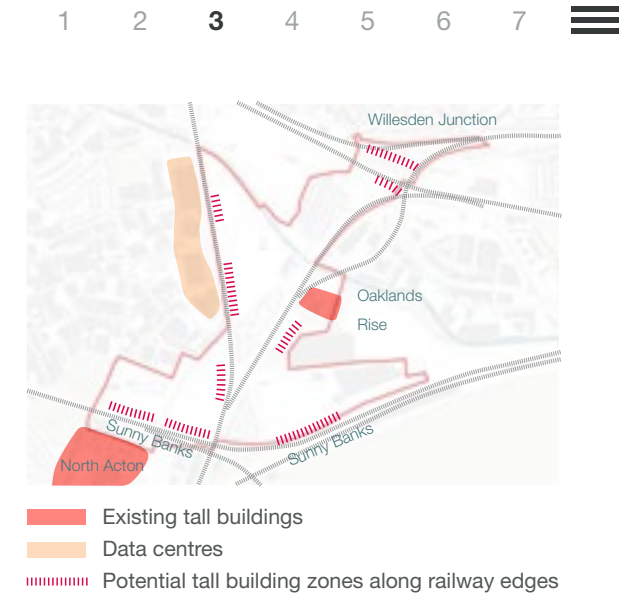 1 2 3 4 5 6 7
Willesden Junction
Oaklands
Rise
Sunny Banks
Sunny Banks
North Acton
Existing tall buildings
Data centres
Potential tall building zones along railway edges